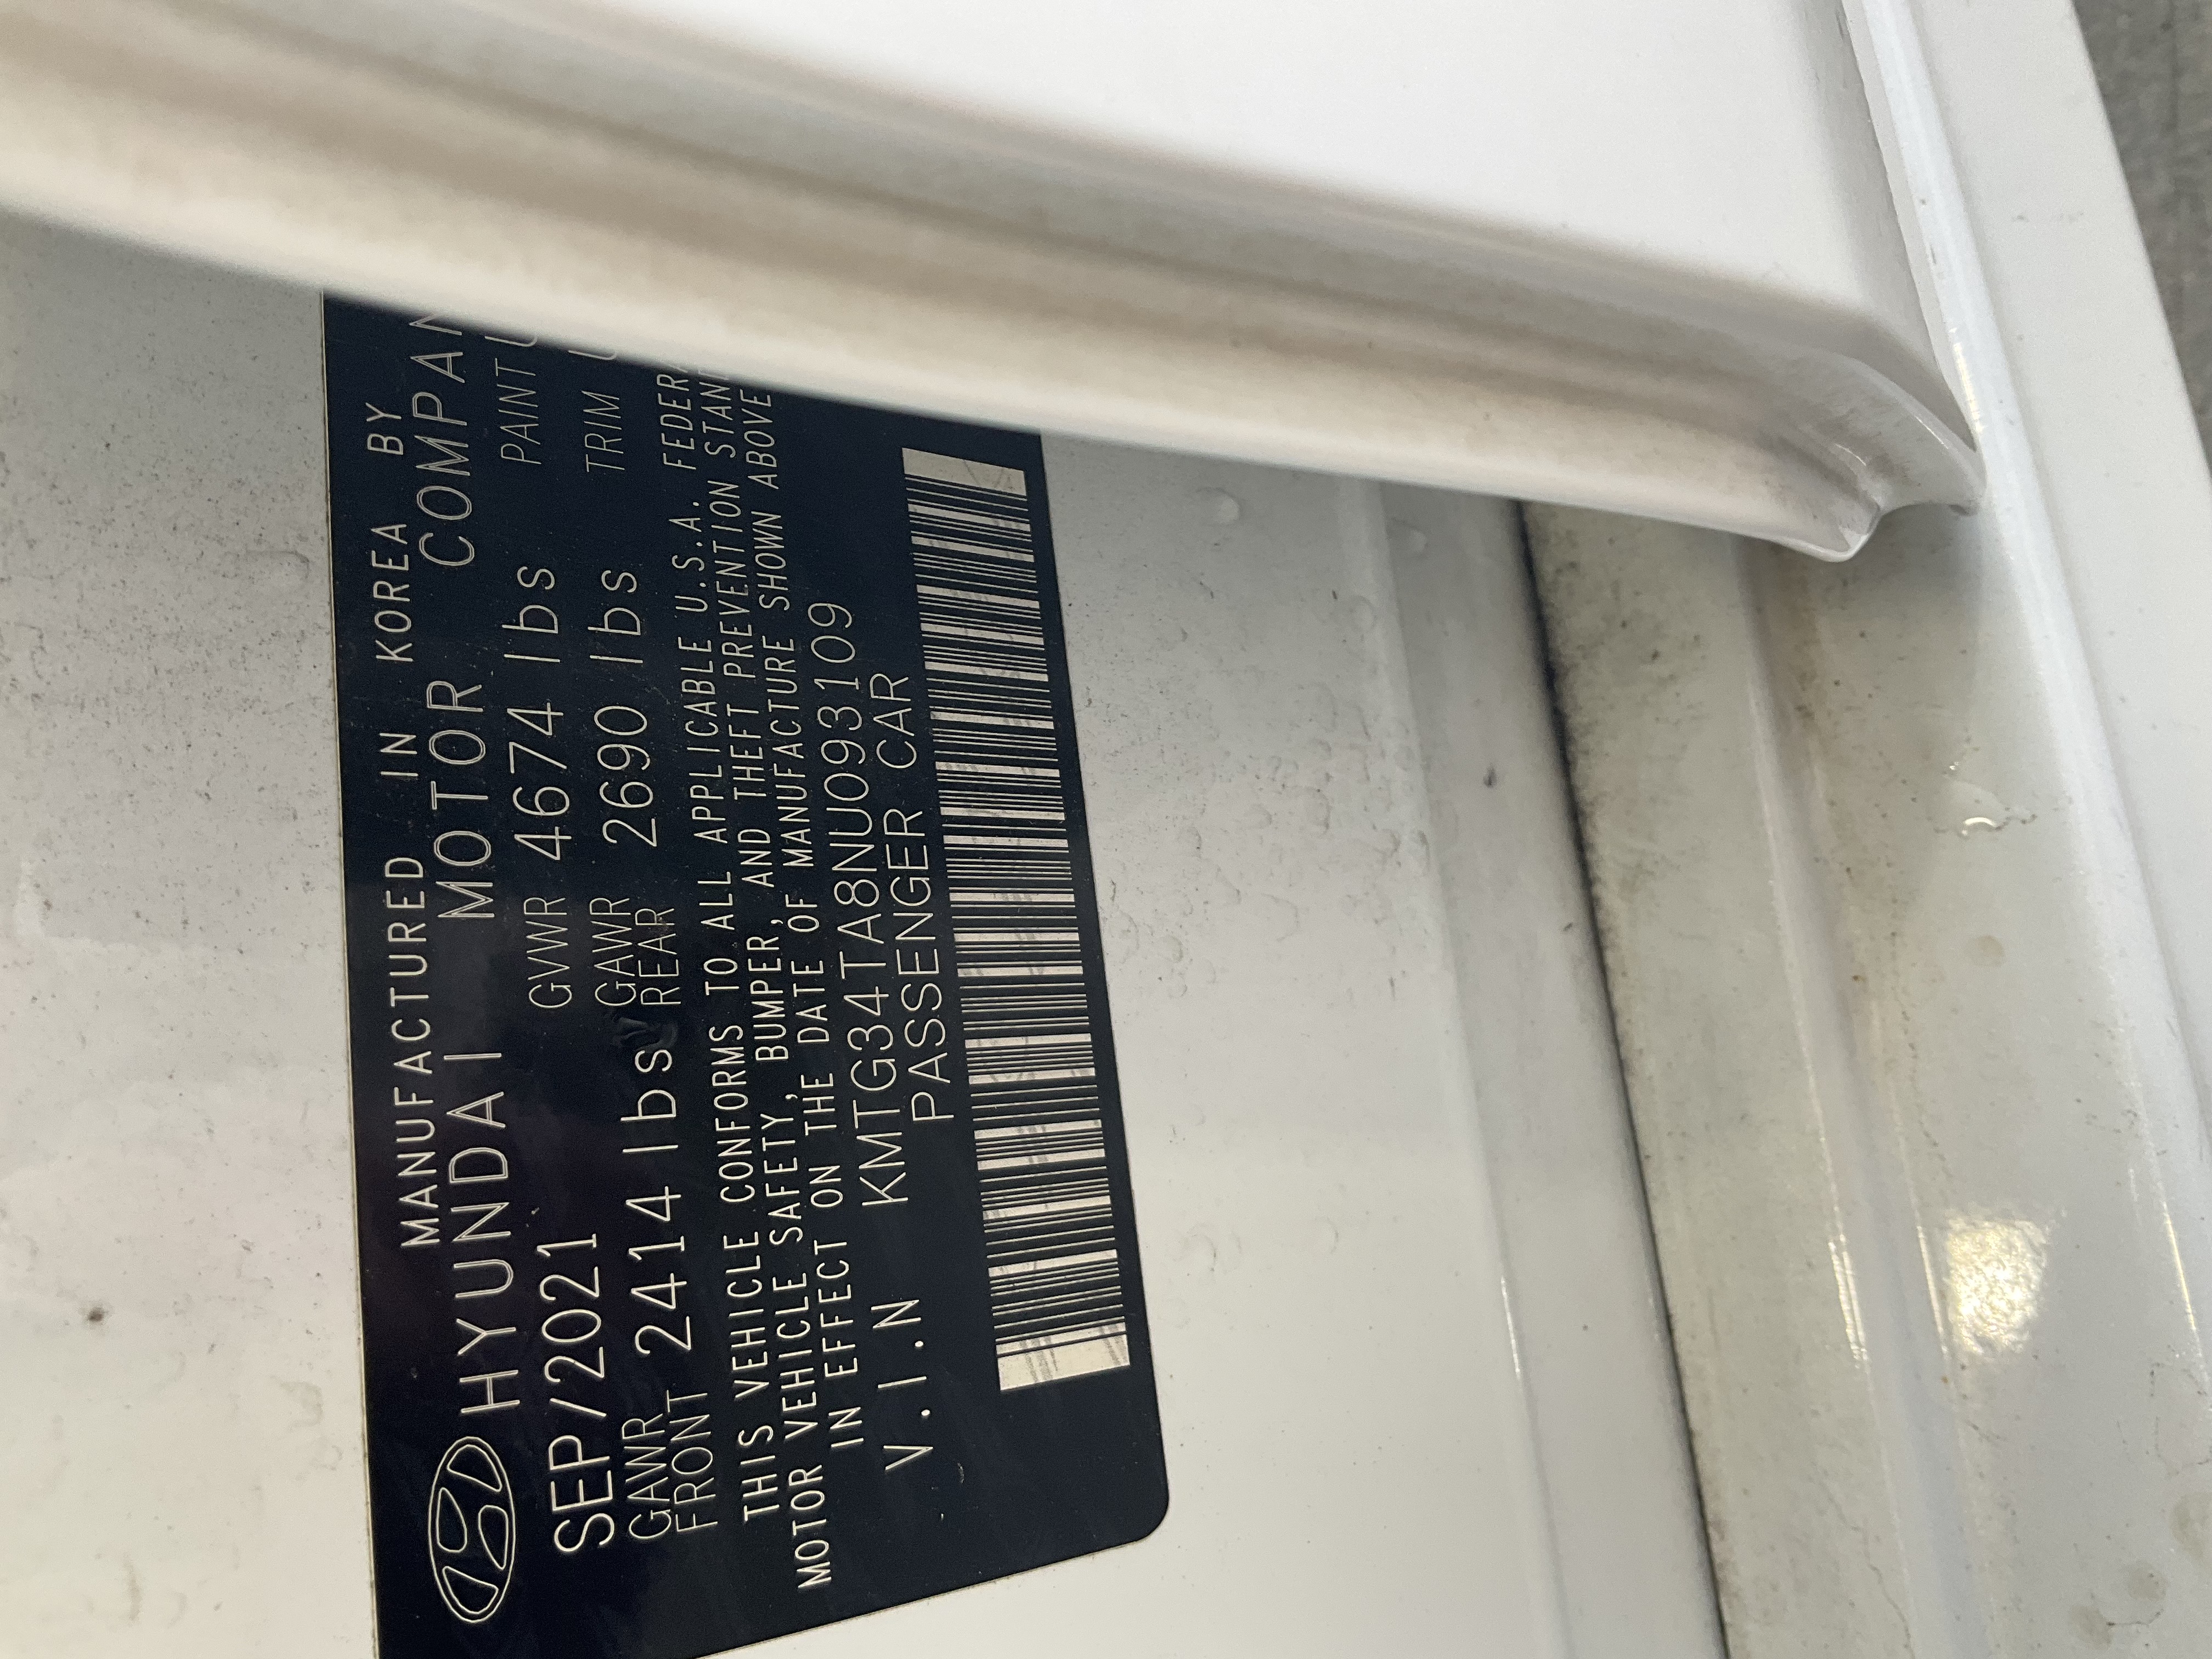 MANUFACTURED IN KOREA BY
HYUNDAI MOTOR COMPAN
SEP/2021 GVWR 4674 lbs PAINT
GAWR FRONT 2414 lbs GAWR REAR 2690 lbs TRIM
THIS VEHICLE CONFORMS TO ALL APPLICABLE U.S.A. FEDERA
MOTOR VEHICLE SAFETY, BUMPER, AND THEFT PREVENTION STAN
IN EFFECT ON THE DATE OF MANUFACTURE SHOWN ABOVE
V.I.N KMTG34TA8NU093109
PASSENGER CAR